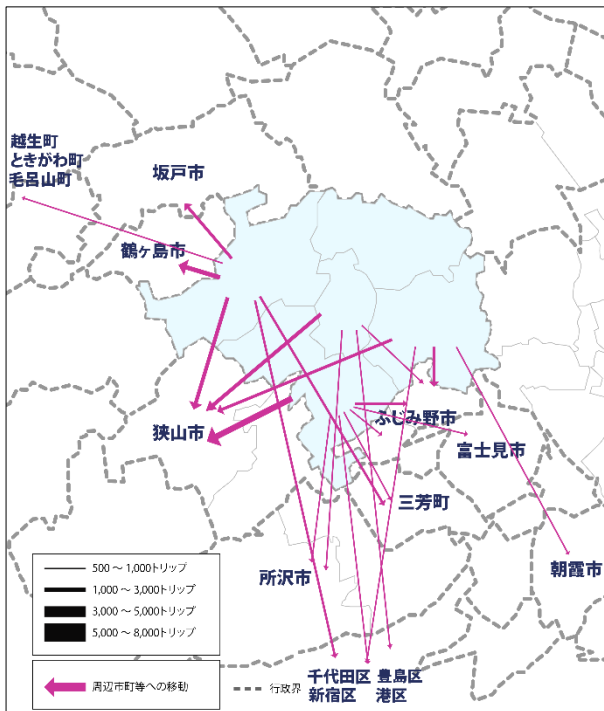 越生町
ときがわ町
毛呂山町
坂戸市
鶴ヶ島市
狭山市
ふじみ野市
富士見市
三芳町
所沢市
朝霞市
千代田区 豊島区
新宿区 港区
500 ～ 1,000トリップ
1,000 ～ 3,000トリップ
3,000 ～ 5,000トリップ
5,000 ～ 8,000トリップ
周辺市町等への移動
行政界